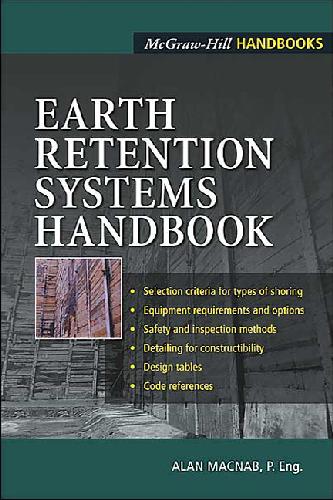 McGraw-Hill HANDBOOKS
EARTH
RETENTION
SYSTEMS
HANDBOOK
• Selection criteria for types of shoring
• Equipment requirements and options
• Safety and inspection methods
• Detailing for constructibility
• Design tables
• Code references
ALAN MACNAB, P. Eng.